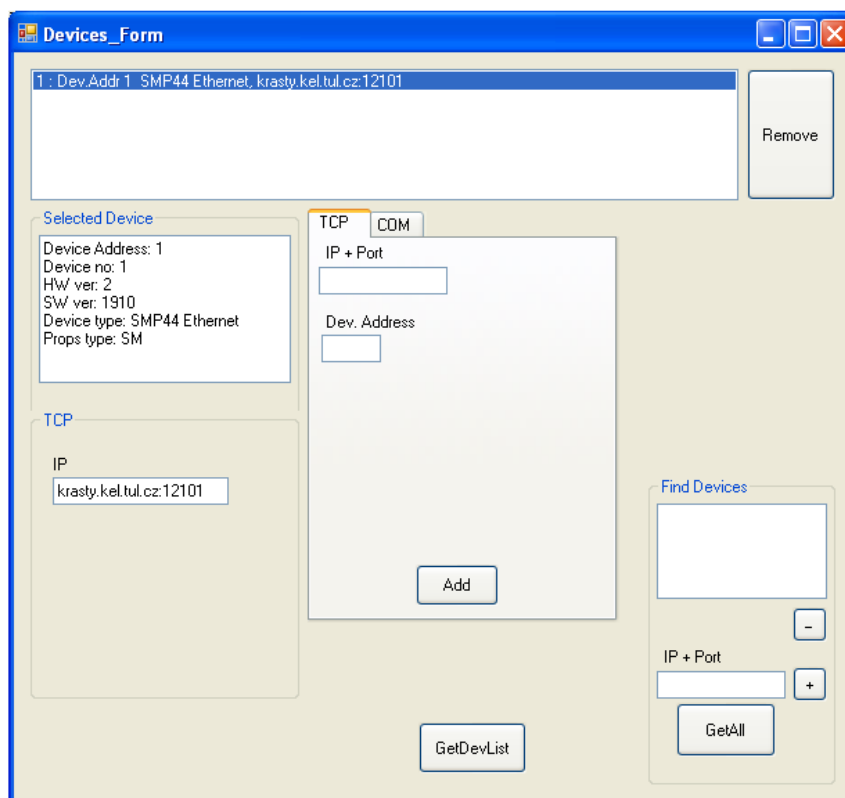 Devices_Form
1 : Dev.Addr 1  SMP44 Ethernet, krasty.kel.tul.cz:12101
Remove
Selected Device
Device Address: 1
Device no: 1
HW ver: 2
SW ver: 1910
Device type: SMP44 Ethernet
Props type: SM
TCP
IP
krasty.kel.tul.cz:12101
TCP
COM
IP + Port
Dev. Address
Add
GetDevList
Find Devices
-
IP + Port
+
GetAll